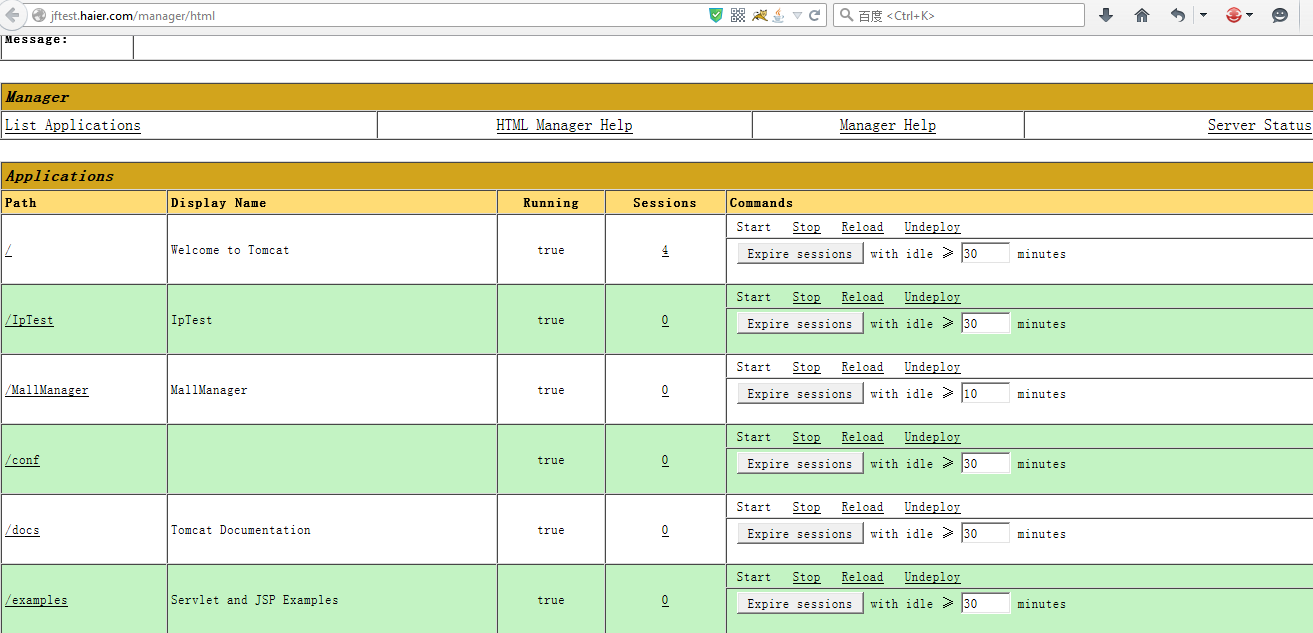 jftest.haier.com/manager/html
百度 <Ctrl+K>
Message:
Manager
List Applications HTML Manager Help Manager Help Server Status
Applications
Path Display Name Running Sessions Commands
Start Stop Reload Undeploy
/ Welcome to Tomcat true 4
Expire sessions with idle ≥ 30 minutes
Start Stop Reload Undeploy
/IpTest IpTest true 0
Expire sessions with idle ≥ 30 minutes
Start Stop Reload Undeploy
/MallManager MallManager true 0
Expire sessions with idle ≥ 10 minutes
Start Stop Reload Undeploy
/conf true 0
Expire sessions with idle ≥ 30 minutes
Start Stop Reload Undeploy
/docs Tomcat Documentation true 0
Expire sessions with idle ≥ 30 minutes
Start Stop Reload Undeploy
/examples Servlet and JSP Examples true 0
Expire sessions with idle ≥ 30 minutes